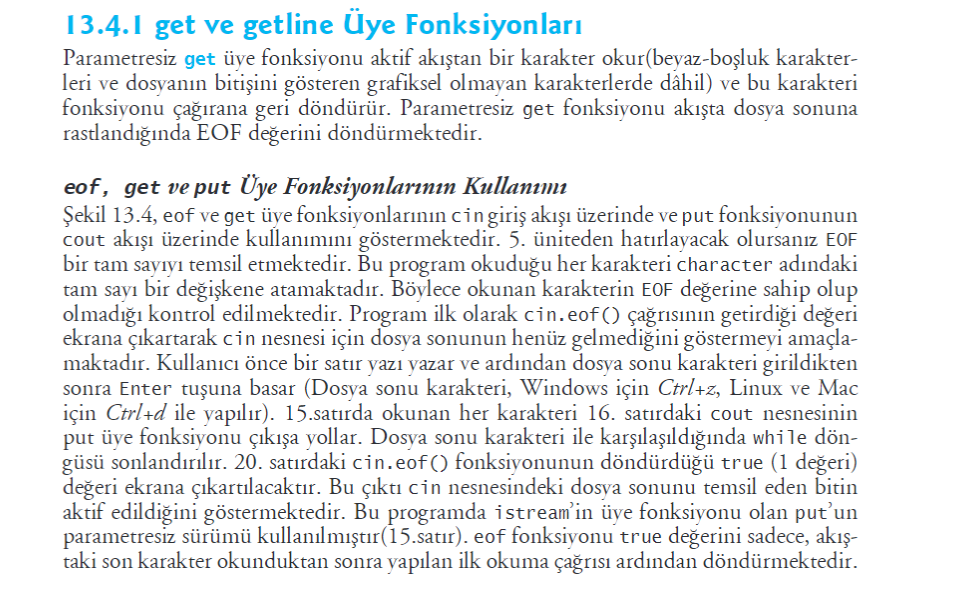 13.4.1 get ve getline Üye Fonksiyonları
Parametresiz get üye fonksiyonu aktif akıştan bir karakter okur(beyaz-boşluk karakter-
leri ve dosyanın bitişini gösteren grafiksel olmayan karakterlerde dâhil) ve bu karakteri
fonksiyonu çağırana geri döndürür. Parametresiz get fonksiyonu akışta dosya sonuna
rastlandığında EOF değerini döndürmektedir.
eof, get ve put Üye Fonksiyonlarının Kullanımı
Şekil 13.4, eof ve get üye fonksiyonlarının cin giriş akışı üzerinde ve put fonksiyonunun
cout akışı üzerinde kullanımını göstermektedir. 5. üniteden hatırlayacak olursanız EOF
bir tam sayıyı temsil etmektedir. Bu program okuduğu her karakteri character adındaki
tam sayı bir değişkene atamaktadır. Böylece okunan karakterin EOF değerine sahip olup
olmadığı kontrol edilmektedir. Program ilk olarak cin.eof() çağrısının getirdiği değeri
ekrana çıkartarak cin nesnesi için dosya sonunun henüz gelmediğini göstermeyi amaçla-
maktadır. Kullanıcı önce bir satır yazı yazar ve ardından dosya sonu karakteri girildikten
sonra Enter tuşuna basar (Dosya sonu karakteri, Windows için Ctrl+z, Linux ve Mac
için Ctrl+d ile yapılır). 15.satırda okunan her karakteri 16. satırdaki cout nesnesinin
put üye fonksiyonu çıkışa yollar. Dosya sonu karakteri ile karşılaşıldığında while dön-
güsü sonlandırılır. 20. satırdaki cin.eof() fonksiyonunun döndürdüğü true (1 değeri)
değeri ekrana çıkartılacaktır. Bu çıktı cin nesnesindeki dosya sonunu temsil eden bitin
aktif edildiğini göstermektedir. Bu programda istream'in üye fonksiyonu olan put'un
parametresiz sürümü kullanılmıştır(15.satır). eof fonksiyonu true değerini sadece, akış-
taki son karakter okunduktan sonra yapılan ilk okuma çağrısı ardından döndürmektedir.